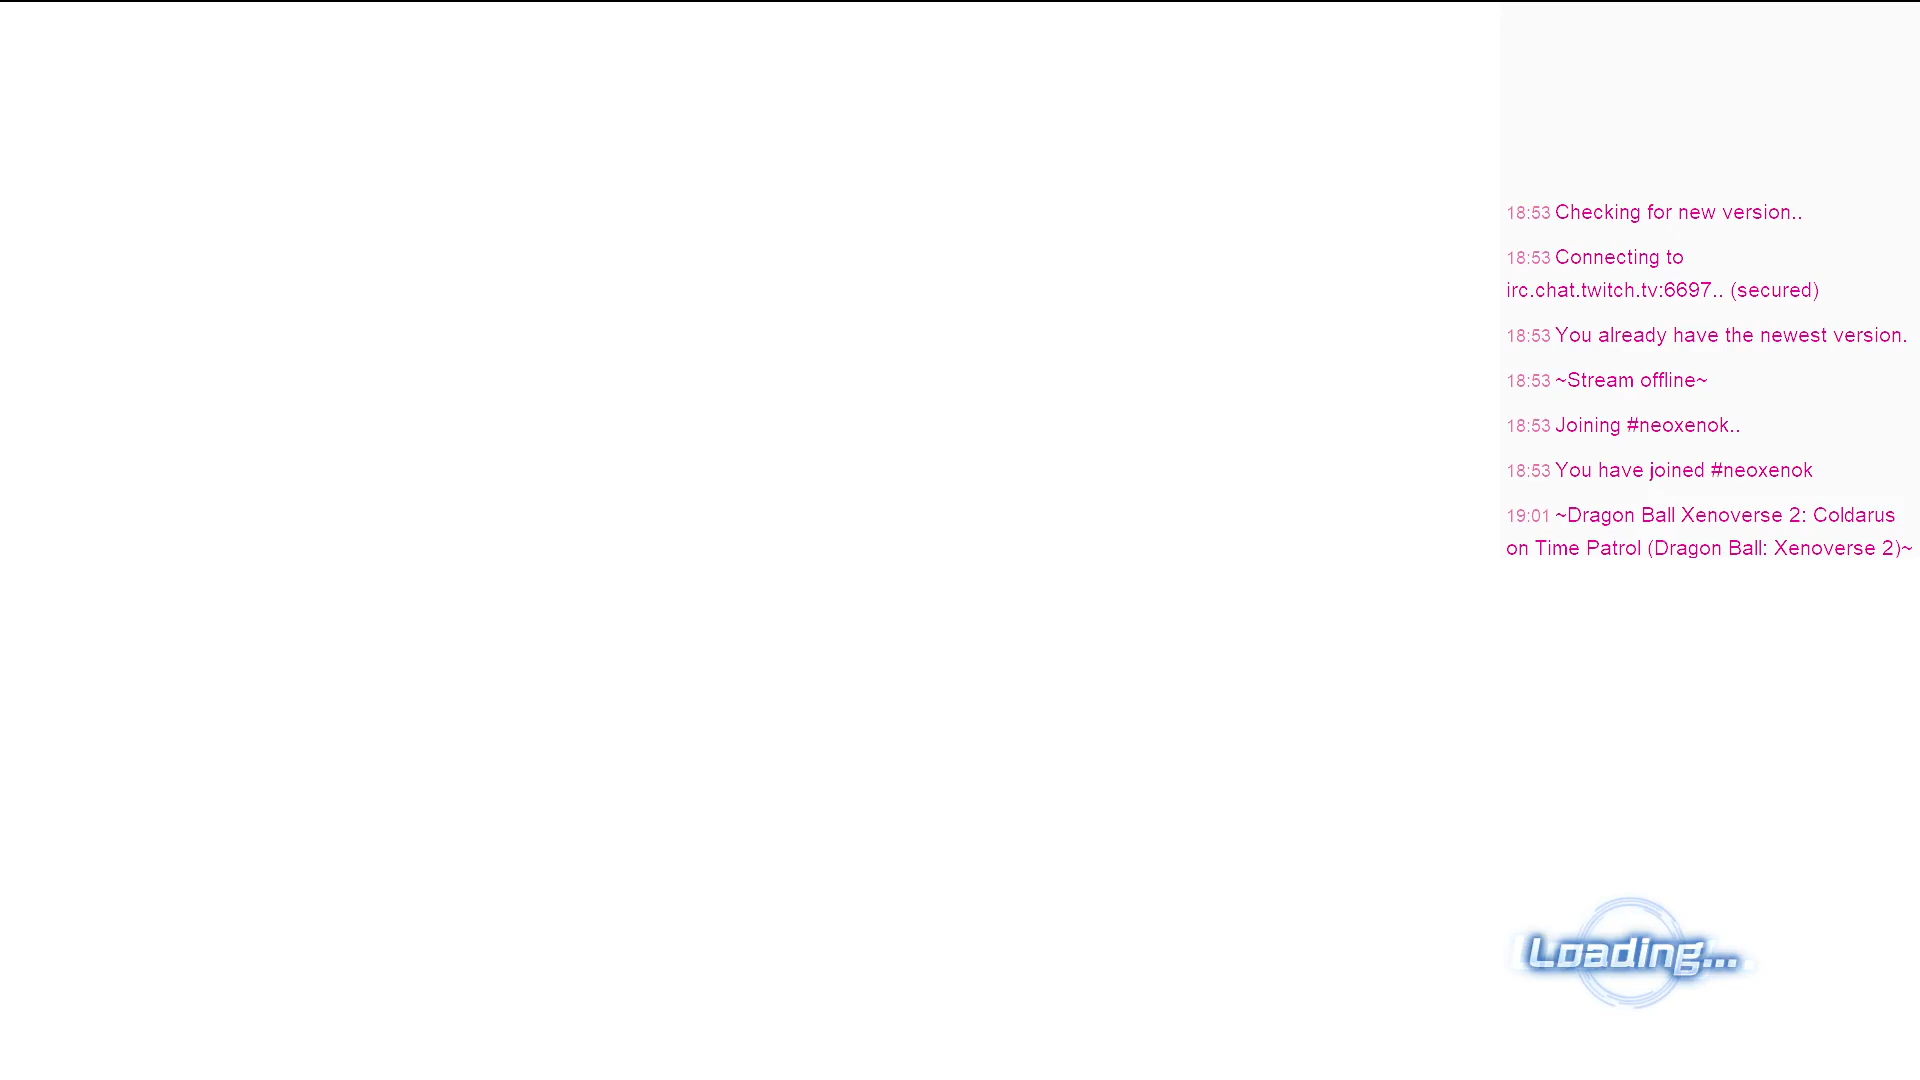 18:53 Checking for new version..
18:53 Connecting to
irc.chat.twitch.tv:6697.. (secured)
18:53 You already have the newest version.
18:53 ~Stream offline~
18:53 Joining #neoxenok..
18:53 You have joined #neoxenok
19:01 ~Dragon Ball Xenoverse 2: Coldarus
on Time Patrol (Dragon Ball: Xenoverse 2)~
Loading...